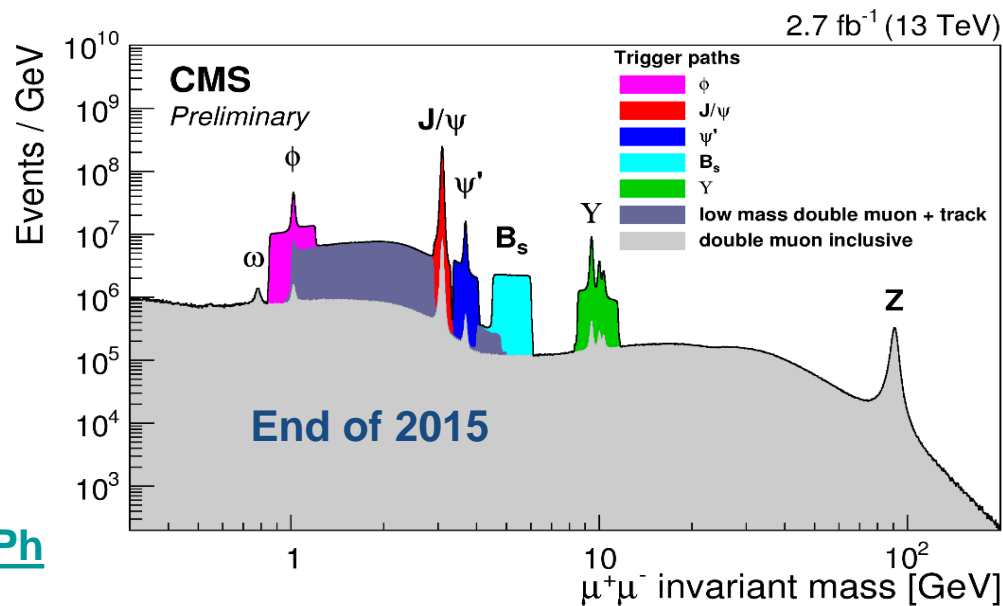 2.7 fb⁻¹ (13 TeV)
Events / GeV
10¹⁰
10⁹
10⁸
10⁷
10⁶
10⁵
10⁴
10³
CMS
Preliminary
Trigger paths
ϕ
J/ψ
ψ'
Bₛ
Υ
low mass double muon + track
double muon inclusive
ω
ϕ
J/ψ
ψ'
Bₛ
Υ
Z
End of 2015
Ph
1
10
10²
μ⁺μ⁻ invariant mass [GeV]